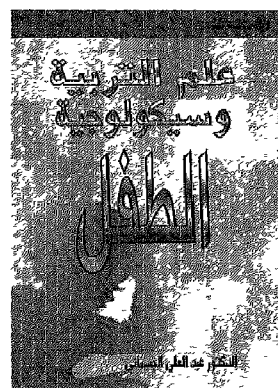 علم التربية
وسيكولوجية
الطفل
الدكتور عبد العلي الجسماني